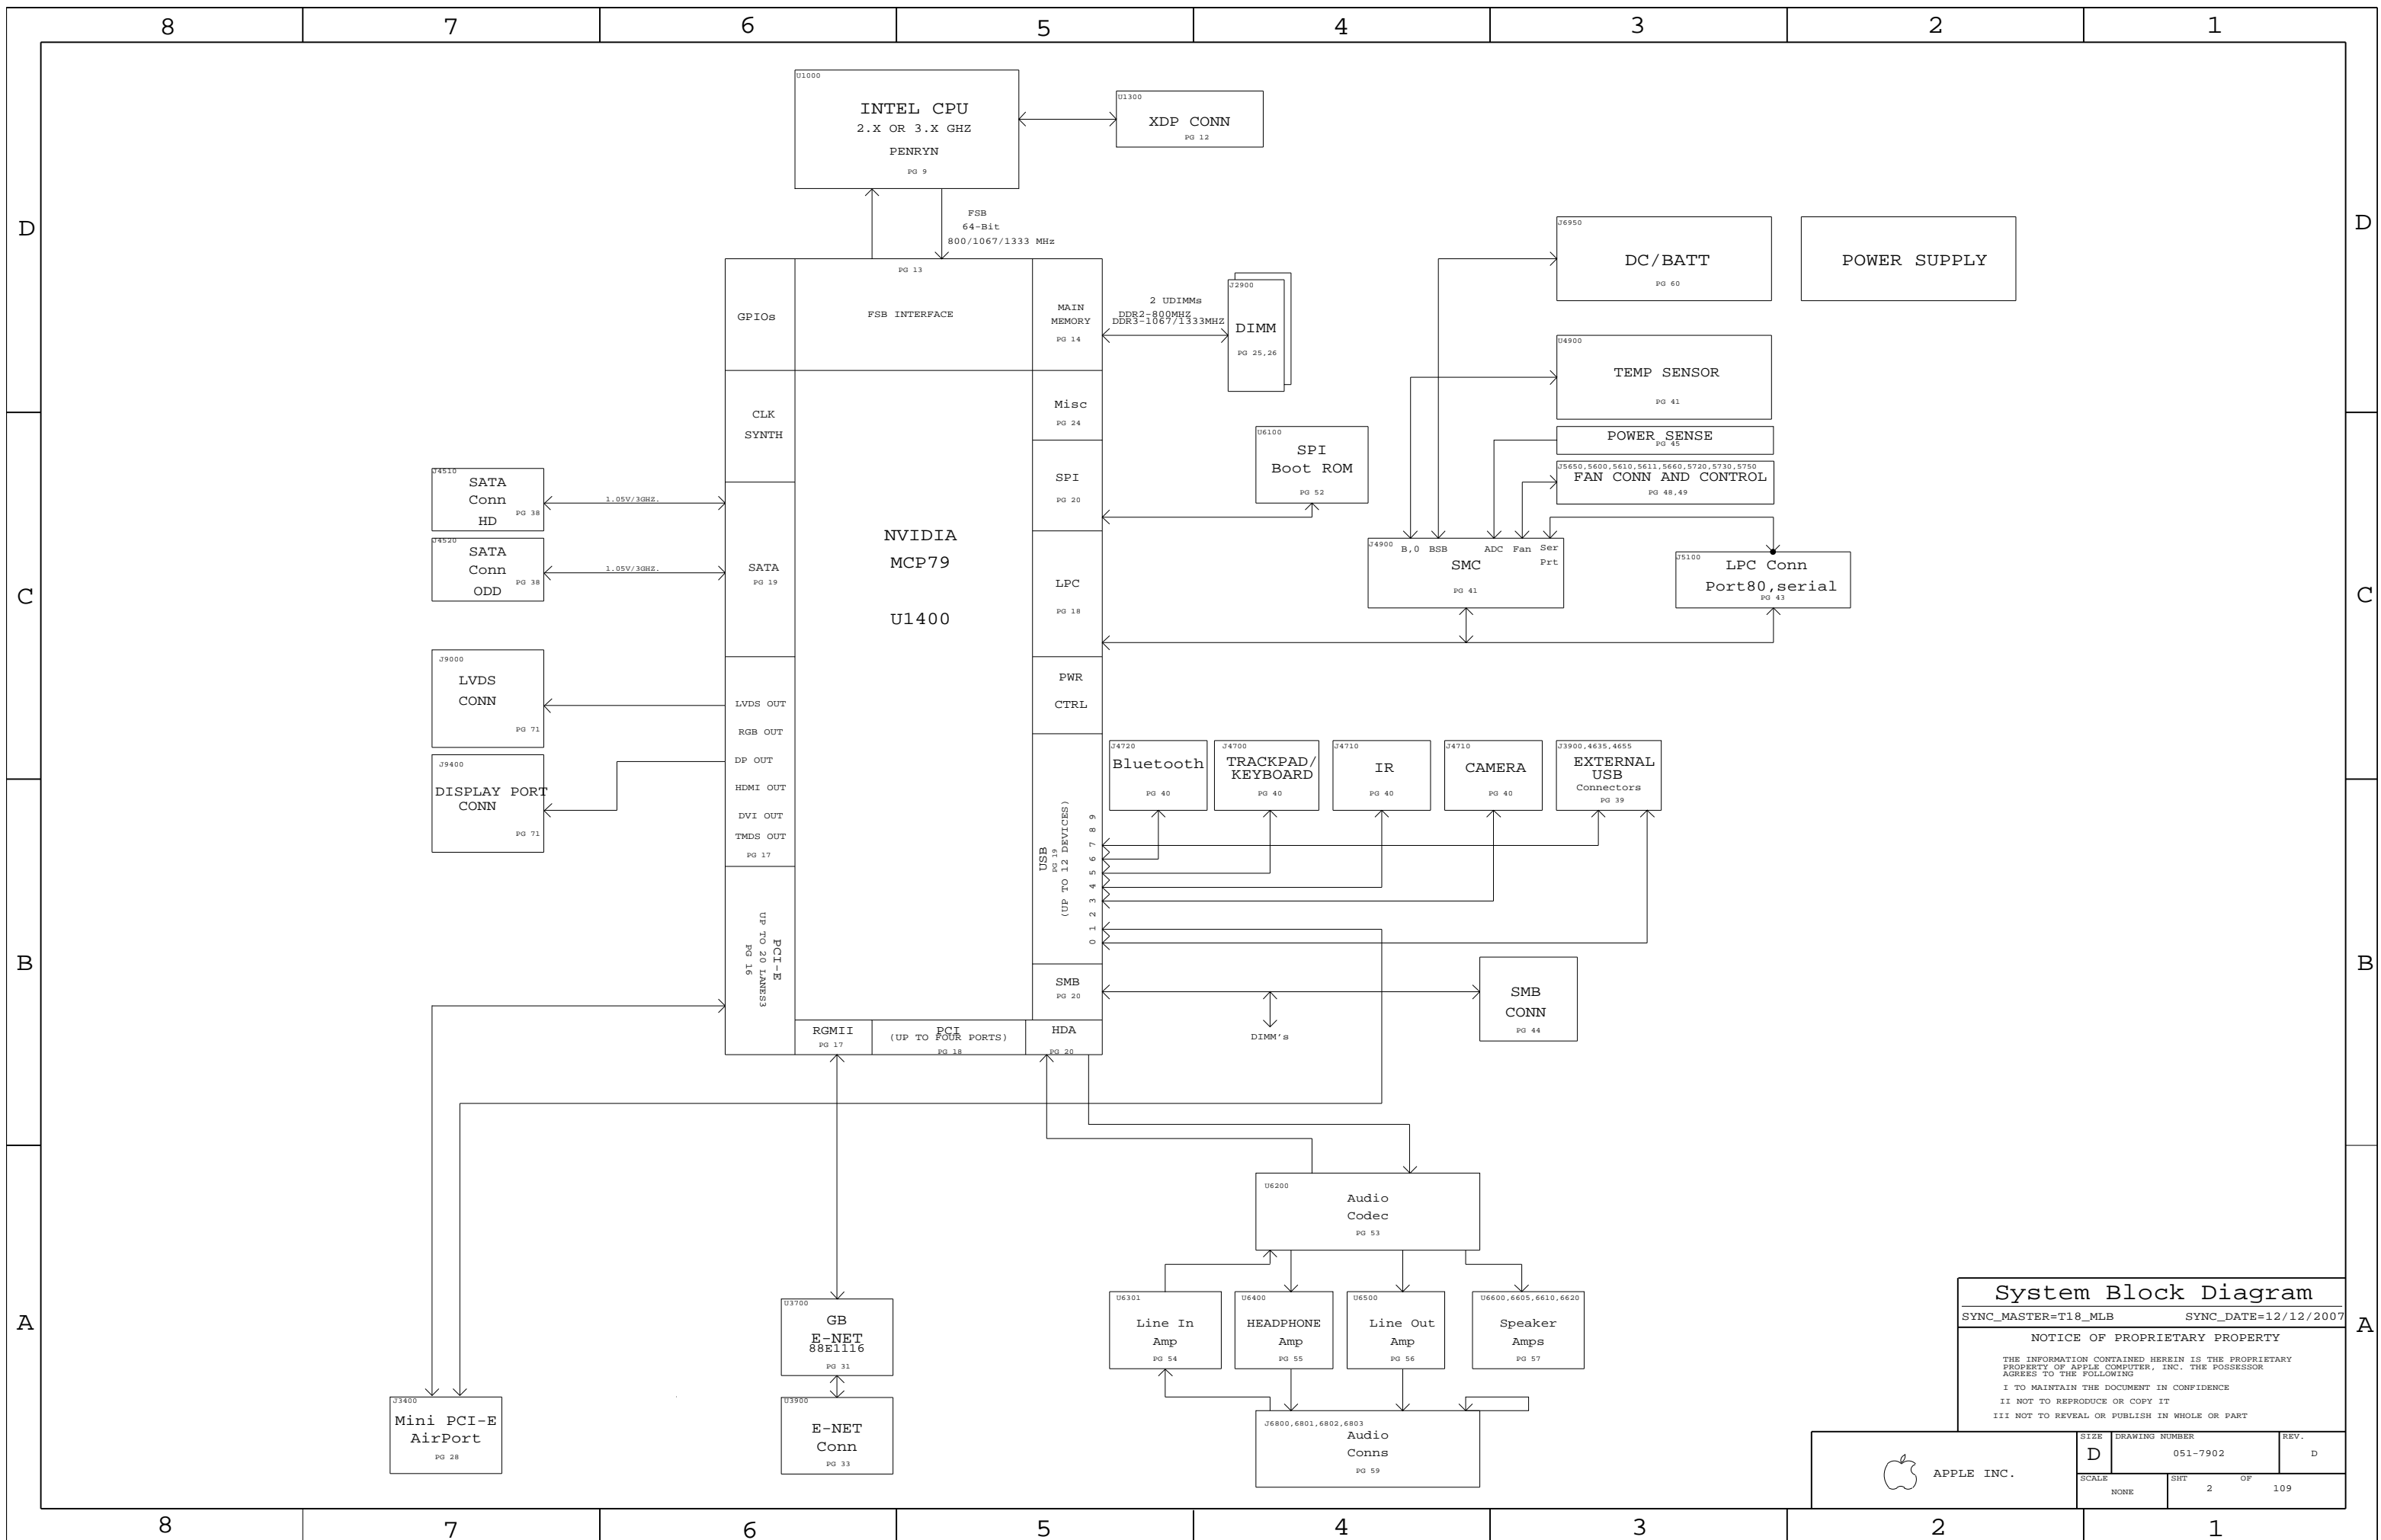 8 7 6 5 4 3 2 1
D
C
B
A
D
C
B
A
U1000
INTEL CPU
2.X OR 3.X GHZ
PENRYN
PG 9
U1300
XDP CONN
PG 12
FSB
64-Bit
800/1067/1333 MHz
PG 13
FSB INTERFACE
GPIOs
MAIN
MEMORY
PG 14
2 UDIMMs
DDR2-800MHZ
DDR3-1067/1333MHZ
J2900
DIMM
PG 25,26
J6950
DC/BATT
PG 60
POWER SUPPLY
U4900
TEMP SENSOR
PG 41
POWER SENSE
PG 45
J5650,5600,5610,5611,5660,5720,5730,5750
FAN CONN AND CONTROL
PG 48,49
CLK
SYNTH
Misc
PG 24
SPI
PG 20
U6100
SPI
Boot ROM
PG 52
J4510
SATA
Conn
HD
PG 38
1.05V/3GHZ.
J4520
SATA
Conn
ODD
PG 38
1.05V/3GHZ.
SATA
PG 19
NVIDIA
MCP79
U1400
LPC
PG 18
J4900
B,0 BSB ADC Fan Ser
Prt
SMC
PG 41
J5100
LPC Conn
Port80,serial
PG 43
J9000
LVDS
CONN
PG 71
J9400
DISPLAY PORT
CONN
PG 71
LVDS OUT
RGB OUT
DP OUT
HDMI OUT
DVI OUT
TMDS OUT
PG 17
PWR
CTRL
J4720
Bluetooth
PG 40
J4700
TRACKPAD/
KEYBOARD
PG 40
J4710
IR
PG 40
J4710
CAMERA
PG 40
J3900,4635,4655
EXTERNAL
USB
Connectors
PG 39
USB
PG 19
(UP TO 12 DEVICES)
0 1 2 3 4 5 6 7 8 9
PCI-E
UP TO 20 LANES3
PG 16
SMB
PG 20
DIMM's
SMB
CONN
PG 44
RGMII
PG 17
PCI
(UP TO FOUR PORTS)
PG 18
HDA
PG 20
U6200
Audio
Codec
PG 53
U6301
Line In
Amp
PG 54
U6400
HEADPHONE
Amp
PG 55
U6500
Line Out
Amp
PG 56
U6600,6605,6610,6620
Speaker
Amps
PG 57
J6800,6801,6802,6803
Audio
Conns
PG 59
U3700
GB
E-NET
88E1116
PG 31
U3900
E-NET
Conn
PG 33
J3400
Mini PCI-E
AirPort
PG 28
System Block Diagram
SYNC_MASTER=T18_MLB SYNC_DATE=12/12/2007
NOTICE OF PROPRIETARY PROPERTY
THE INFORMATION CONTAINED HEREIN IS THE PROPRIETARY
PROPERTY OF APPLE COMPUTER, INC. THE POSSESSOR
AGREES TO THE FOLLOWING
I TO MAINTAIN THE DOCUMENT IN CONFIDENCE
II NOT TO REPRODUCE OR COPY IT
III NOT TO REVEAL OR PUBLISH IN WHOLE OR PART
APPLE INC.
SIZE
D
DRAWING NUMBER
051-7902
REV.
D
SCALE
NONE
SHT
2
OF
109
8 7 6 5 4 3 2 1